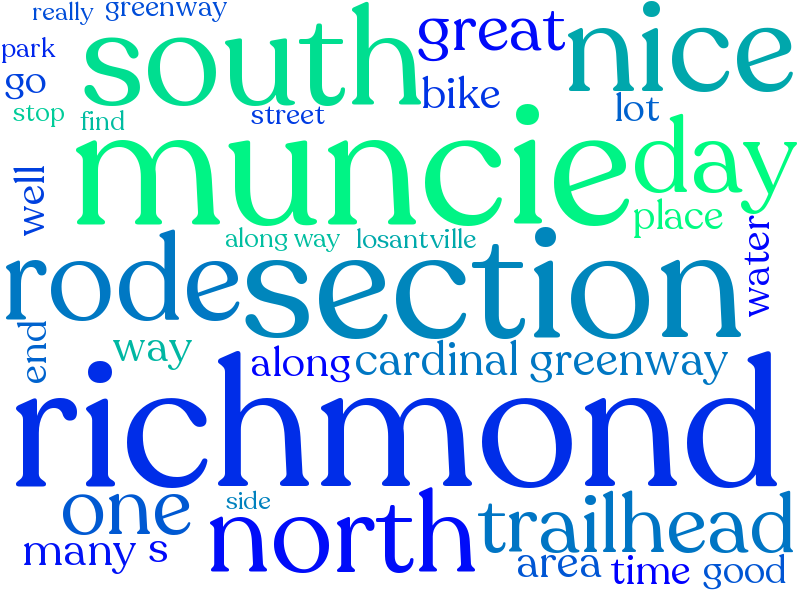 really greenway
park
south
great
nice
go
bike
lot
stop
find
street
muncie
day
well
place
along way
losantville
water
rode
section
end
way
along
cardinal greenway
richmond
one
side
north
trailhead
many s
area
time
good